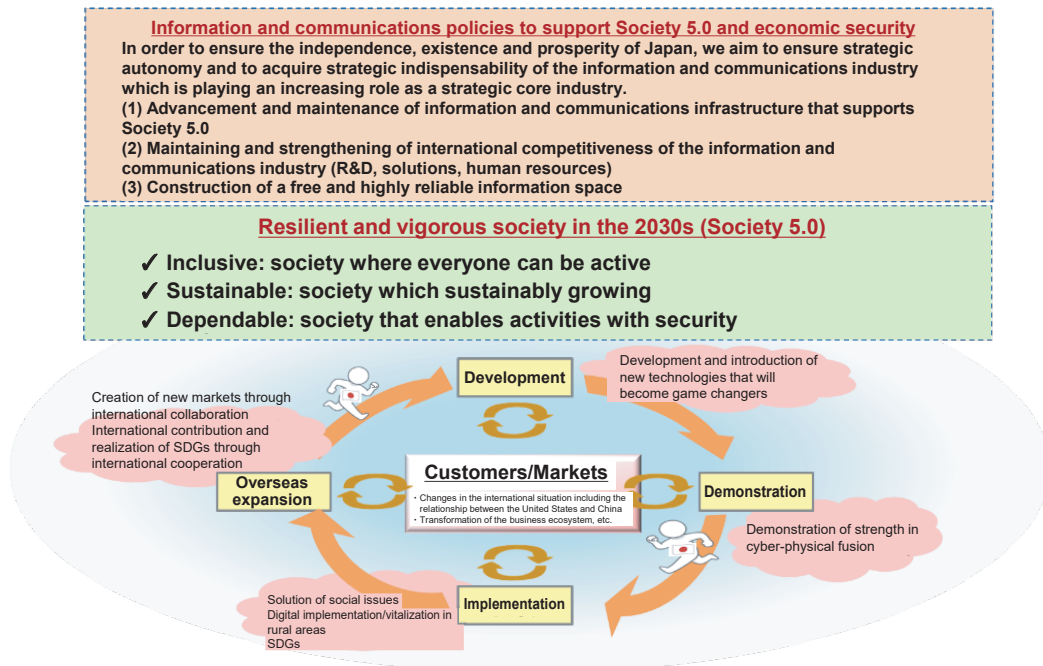 Information and communications policies to support Society 5.0 and economic security
In order to ensure the independence, existence and prosperity of Japan, we aim to ensure strategic
autonomy and to acquire strategic indispensability of the information and communications industry
which is playing an increasing role as a strategic core industry.
(1) Advancement and maintenance of information and communications infrastructure that supports
Society 5.0
(2) Maintaining and strengthening of international competitiveness of the information and
communications industry (R&D, solutions, human resources)
(3) Construction of a free and highly reliable information space
Resilient and vigorous society in the 2030s (Society 5.0)
✓ Inclusive: society where everyone can be active
✓ Sustainable: society which sustainably growing
✓ Dependable: society that enables activities with security
Development
Development and introduction of
new technologies that will
become game changers
Creation of new markets through
international collaboration
International contribution and
realization of SDGs through
international cooperation
Overseas
expansion
Customers/Markets
・Changes in the international situation including the
relationship between the United States and China
・Transformation of the business ecosystem, etc.
Demonstration
Demonstration of strength in
cyber-physical fusion
Implementation
Solution of social issues
Digital implementation/vitalization in
rural areas
SDGs